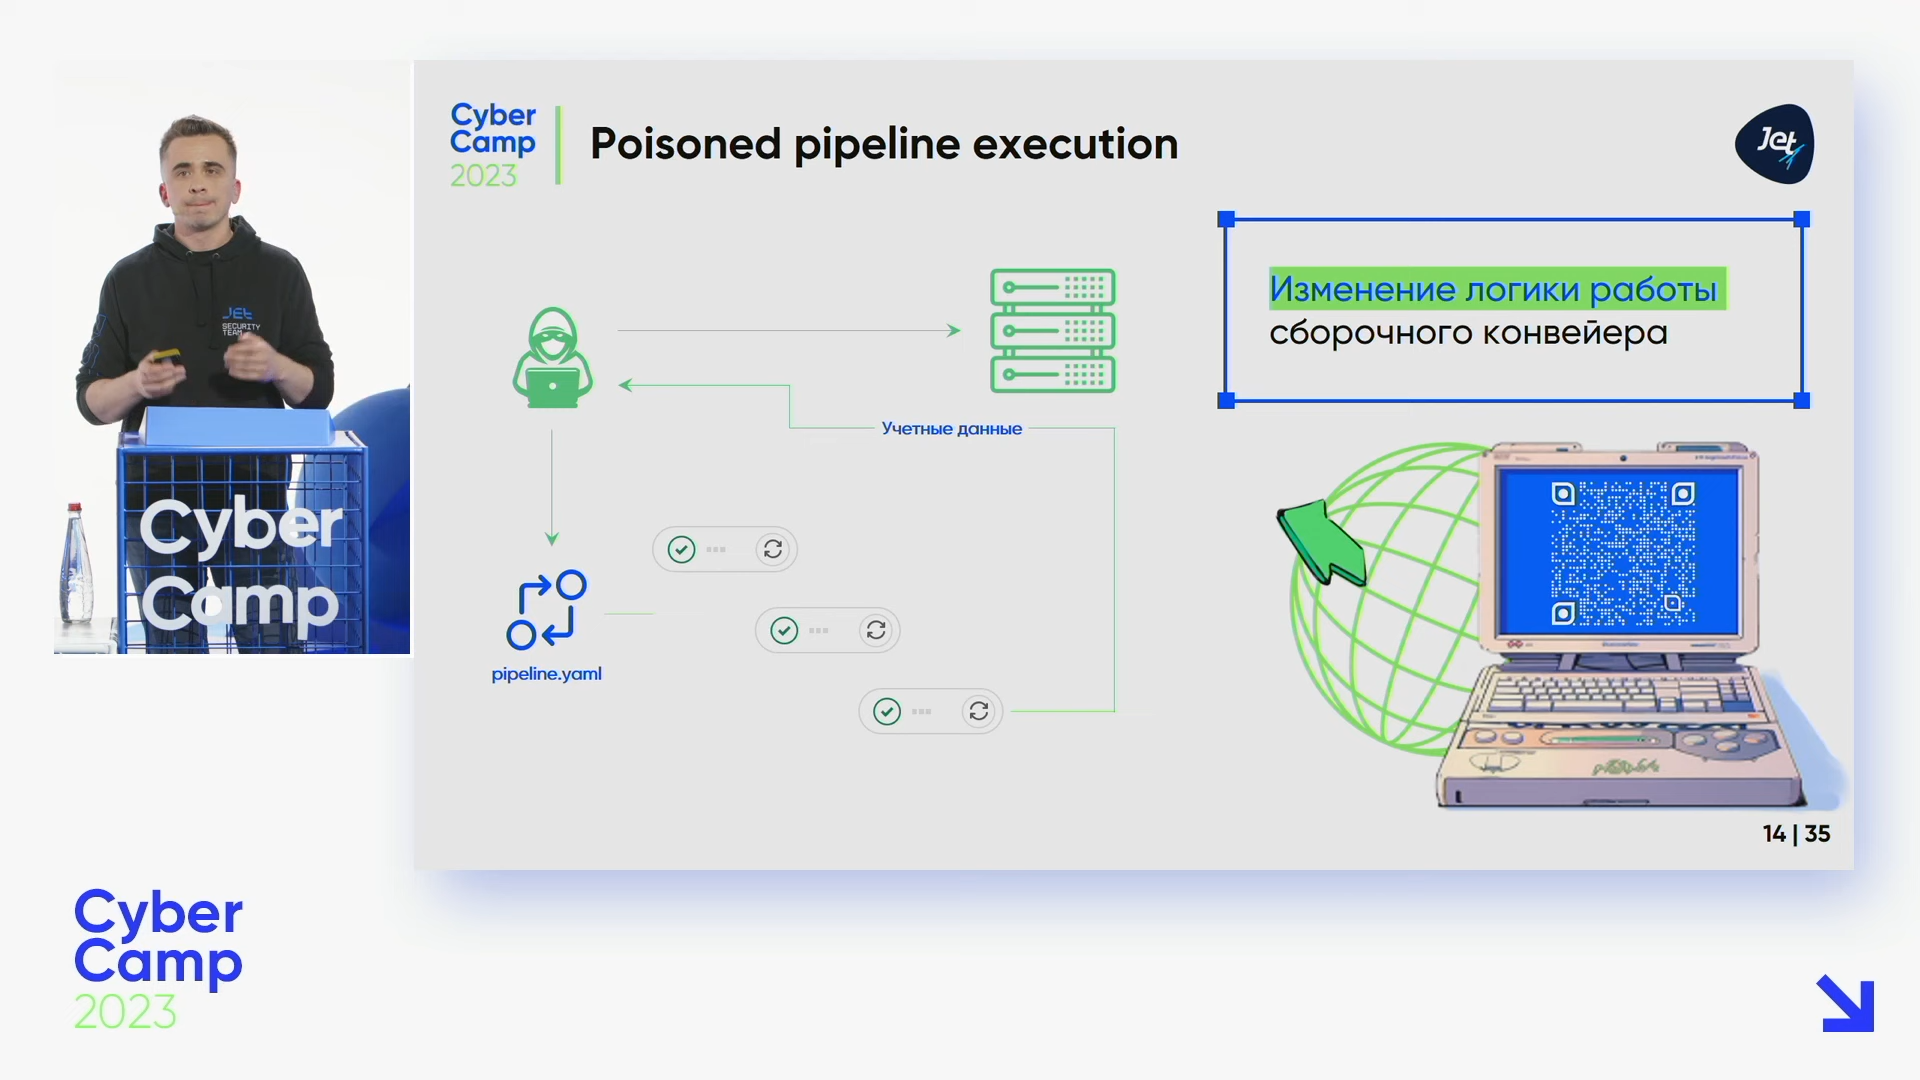 Cyber
Camp
2023
Poisoned pipeline execution
Jet
Изменение логики работы
сборочного конвейера
Учетные данные
pipeline.yaml
14 | 35
JET
SECURITY
TEAM
Cyber
Camp
Cyber
Camp
2023